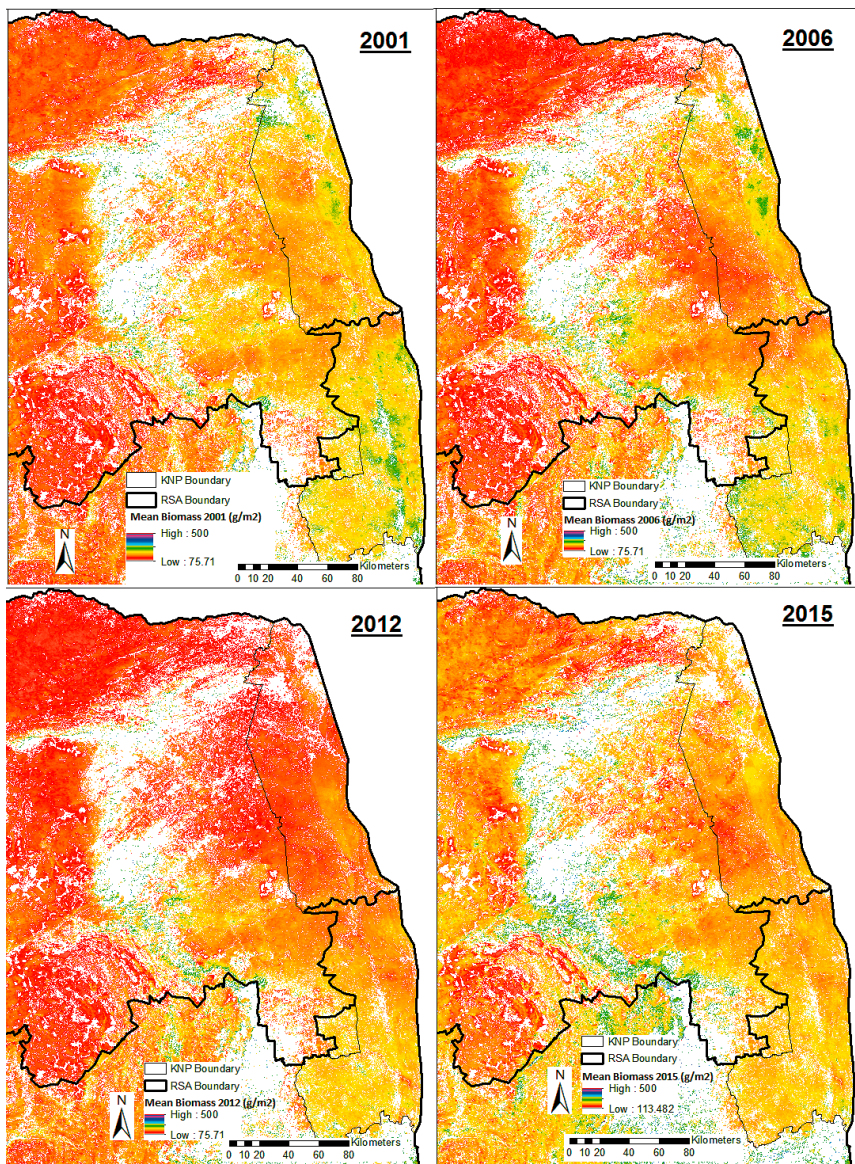 2001
KNP Boundary
RSA Boundary
Mean Biomass 2001 (g/m2)
High : 500
Low : 75.71
N
Kilometers
0 10 20 40 60 80
2006
KNP Boundary
RSA Boundary
Mean Biomass 2006 (g/m2)
High : 500
Low : 75.71
N
Kilometers
0 10 20 40 60 80
2012
KNP Boundary
RSA Boundary
Mean Biomass 2012 (g/m2)
High : 500
Low : 75.71
N
Kilometers
0 10 20 40 60 80
2015
KNP Boundary
RSA Boundary
Mean Biomass 2015 (g/m2)
High : 500
Low : 113.482
N
Kilometers
0 10 20 40 60 80